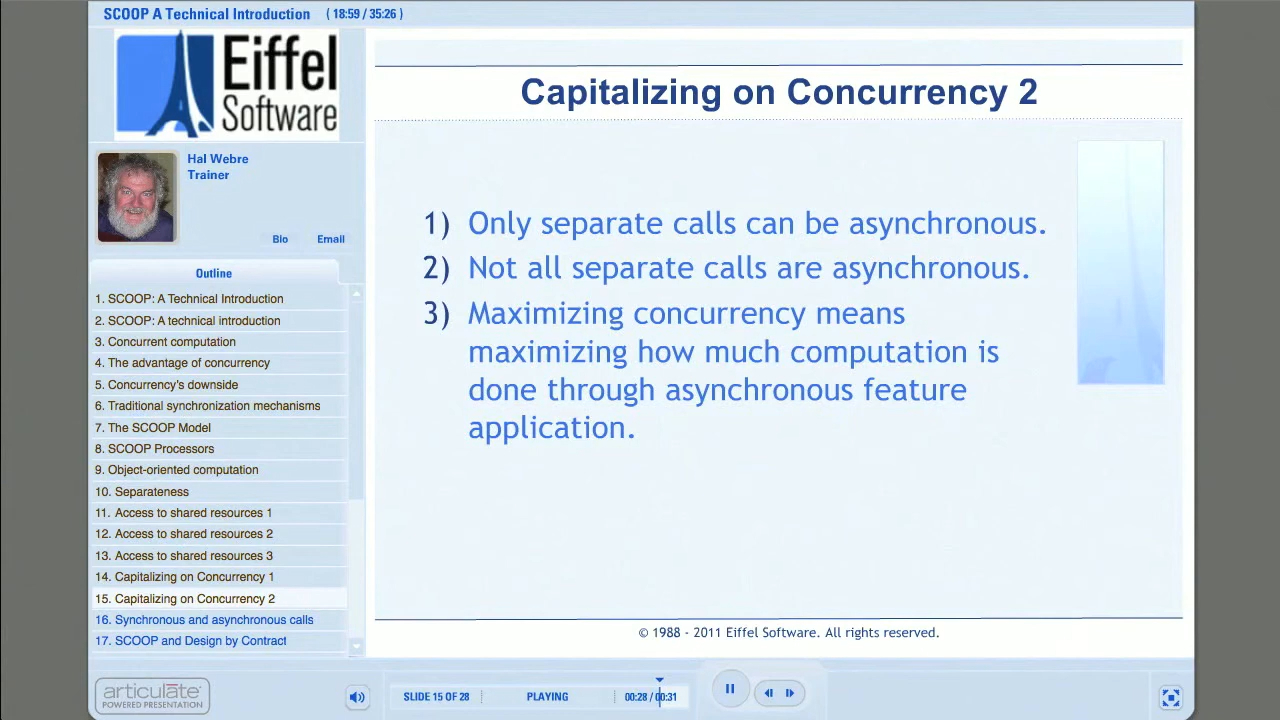 SCOOP A Technical Introduction ( 18:59 / 35:26 )
Eiffel
Software
Hal Webre
Trainer
Bio Email
Outline
1. SCOOP: A Technical Introduction
2. SCOOP: A technical introduction
3. Concurrent computation
4. The advantage of concurrency
5. Concurrency's downside
6. Traditional synchronization mechanisms
7. The SCOOP Model
8. SCOOP Processors
9. Object-oriented computation
10. Separateness
11. Access to shared resources 1
12. Access to shared resources 2
13. Access to shared resources 3
14. Capitalizing on Concurrency 1
15. Capitalizing on Concurrency 2
16. Synchronous and asynchronous calls
17. SCOOP and Design by Contract
Capitalizing on Concurrency 2
1) Only separate calls can be asynchronous.
2) Not all separate calls are asynchronous.
3) Maximizing concurrency means
maximizing how much computation is
done through asynchronous feature
application.
© 1988 - 2011 Eiffel Software. All rights reserved.
articulate
POWERED PRESENTATION
SLIDE 15 OF 28 PLAYING 00:28 / 00:31